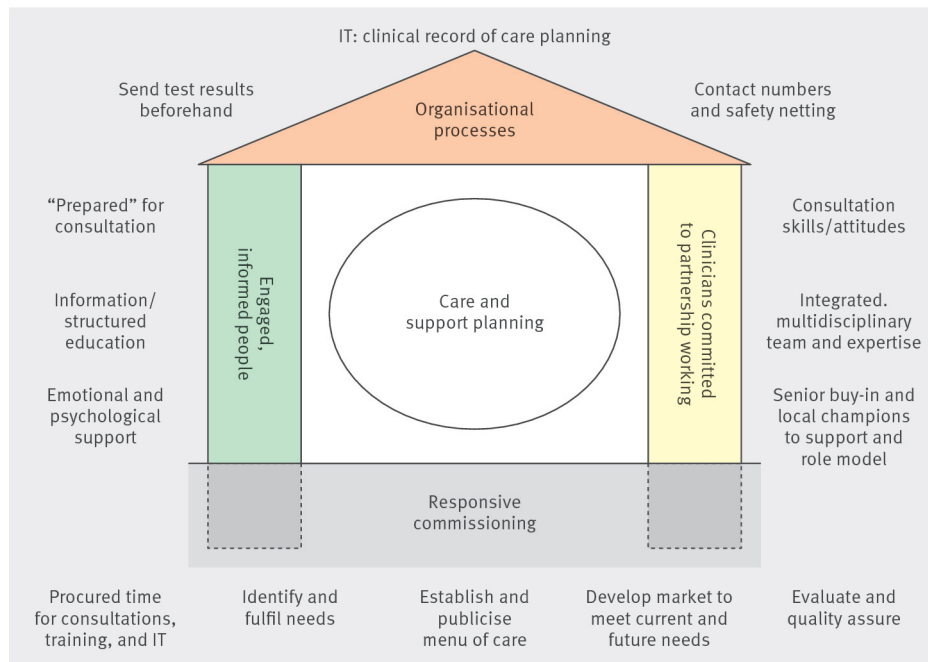 IT: clinical record of care planning
Send test results
beforehand
Organisational
processes
Contact numbers
and safety netting
“Prepared” for
consultation
Information/
structured
education
Emotional and
psychological
support
Engaged,
informed people
Care and
support planning
Clinicians committed
to partnership working
Consultation
skills/attitudes
Integrated.
multidisciplinary
team and expertise
Senior buy-in and
local champions
to support and
role model
Responsive
commissioning
Procured time
for consultations,
training, and IT
Identify and
fulfil needs
Establish and
publicise
menu of care
Develop market to
meet current and
future needs
Evaluate and
quality assure